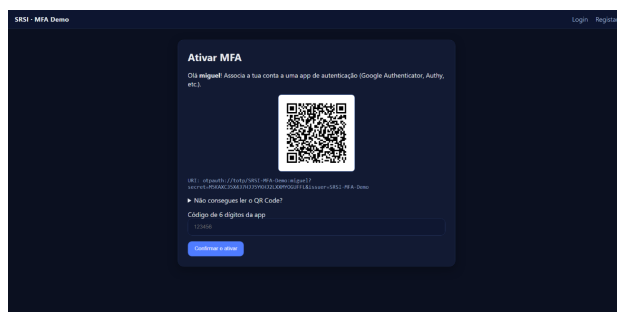 SRSI - MFA Demo
Login Registar
Ativar MFA
Olá miguel! Associa a tua conta a uma app de autenticação (Google Authenticator, Authy,
etc.).
URI: otpauth://totp/SRSI-MFA-Demo:miguel?
Não consegues ler o QR Code?
Código de 6 dígitos da app
123456
Confirmar e ativar